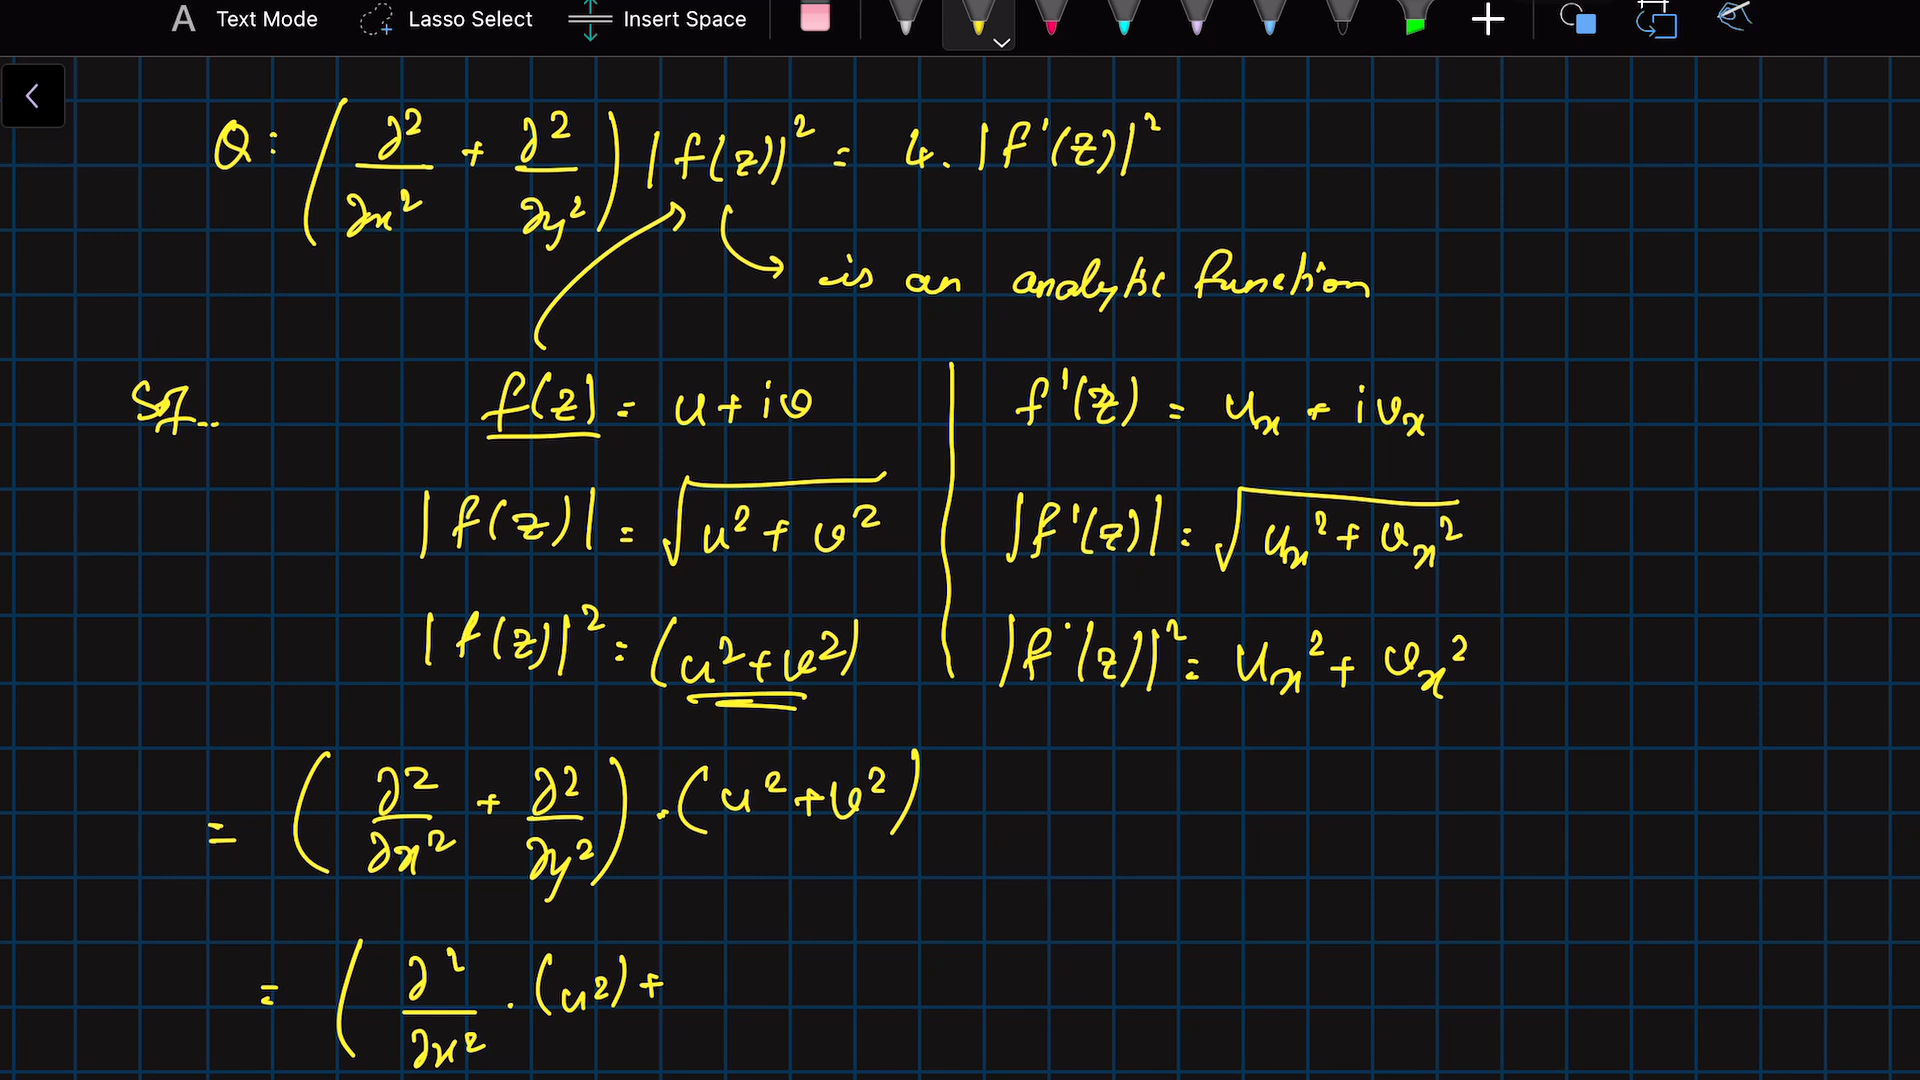 Text Mode Lasso Select Insert Space
Q: (∂²/∂x² + ∂²/∂y²) |f(z)|² = 4. |f'(z)|²
is an analytic function
Sol.. f(z) = u + iv | f'(z) = uₓ + ivₓ
|f(z)| = √(u² + v²) | |f'(z)| = √(uₓ² + vₓ²)
|f(z)|² = (u² + v²) | |f'(z)|² = uₓ² + vₓ²
= (∂²/∂x² + ∂²/∂y²) . (u² + v²)
= (∂²/∂x² . (u²) +